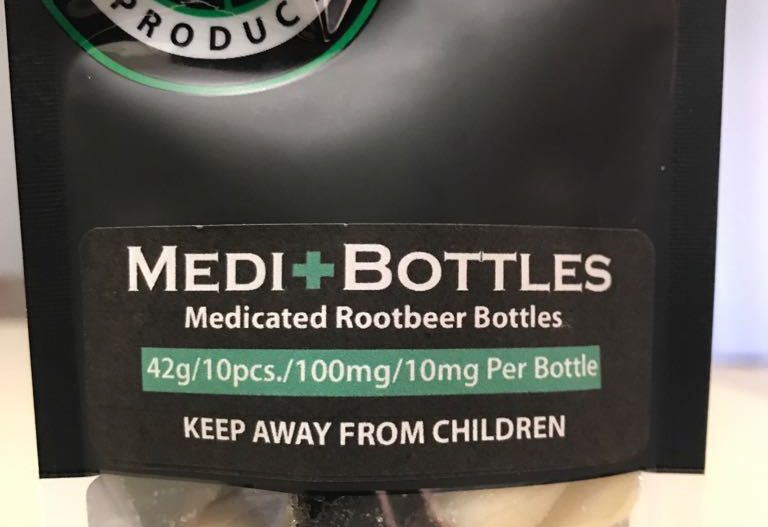 PRODUC
MEDI+BOTTLES
Medicated Rootbeer Bottles
42g/10pcs./100mg/10mg Per Bottle
KEEP AWAY FROM CHILDREN